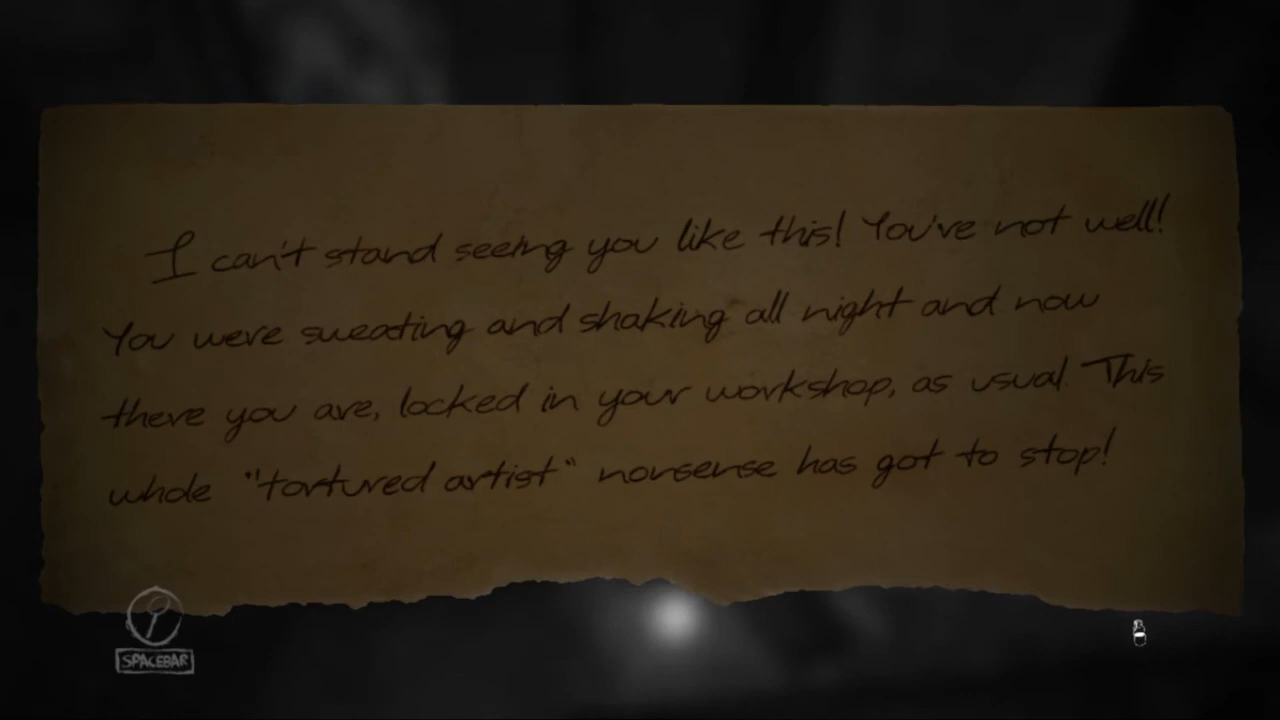 I can't stand seeing you like this! You've not well!
You were sweating and shaking all night and now
there you are, locked in your workshop, as usual. This
whole "tortured artist" nonsense has got to stop!
SPACEBAR